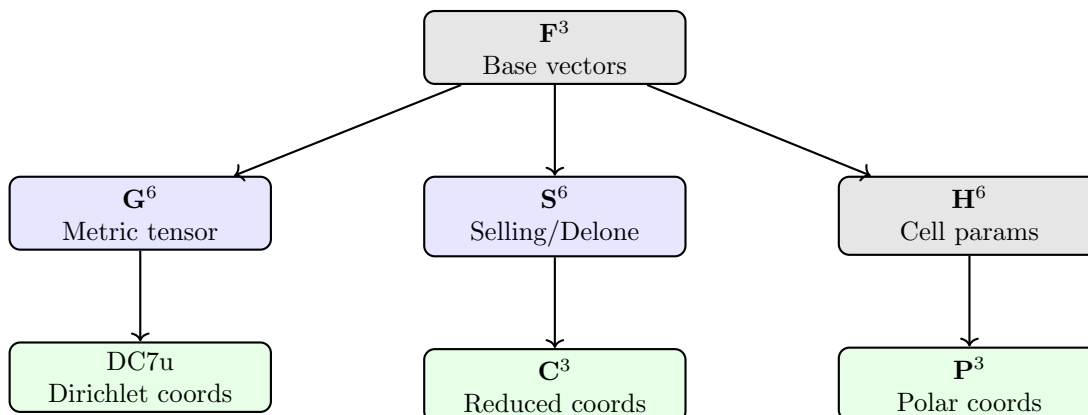 F³
Base vectors
G⁶
Metric tensor
S⁶
Selling/Delone
H⁶
Cell params
DC7u
Dirichlet coords
C³
Reduced coords
P³
Polar coords